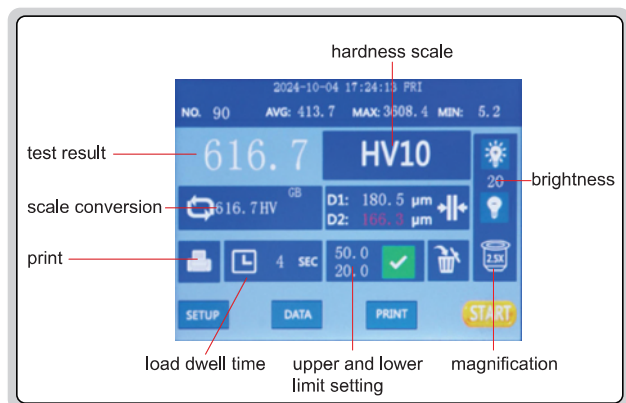 hardness scale
2024-10-04 17:24:13 FRI
NO. 90 AVG: 413.7 MAX: 3608.4 MIN: 5.2
test result
616.7
HV10
20
brightness
scale conversion
616.7HV
GB
D1: 180.5 µm
D2: 166.3 µm
print
4 SEC
50.0
20.0
2.5X
SETUP
DATA
PRINT
START
load dwell time
upper and lower
limit setting
magnification